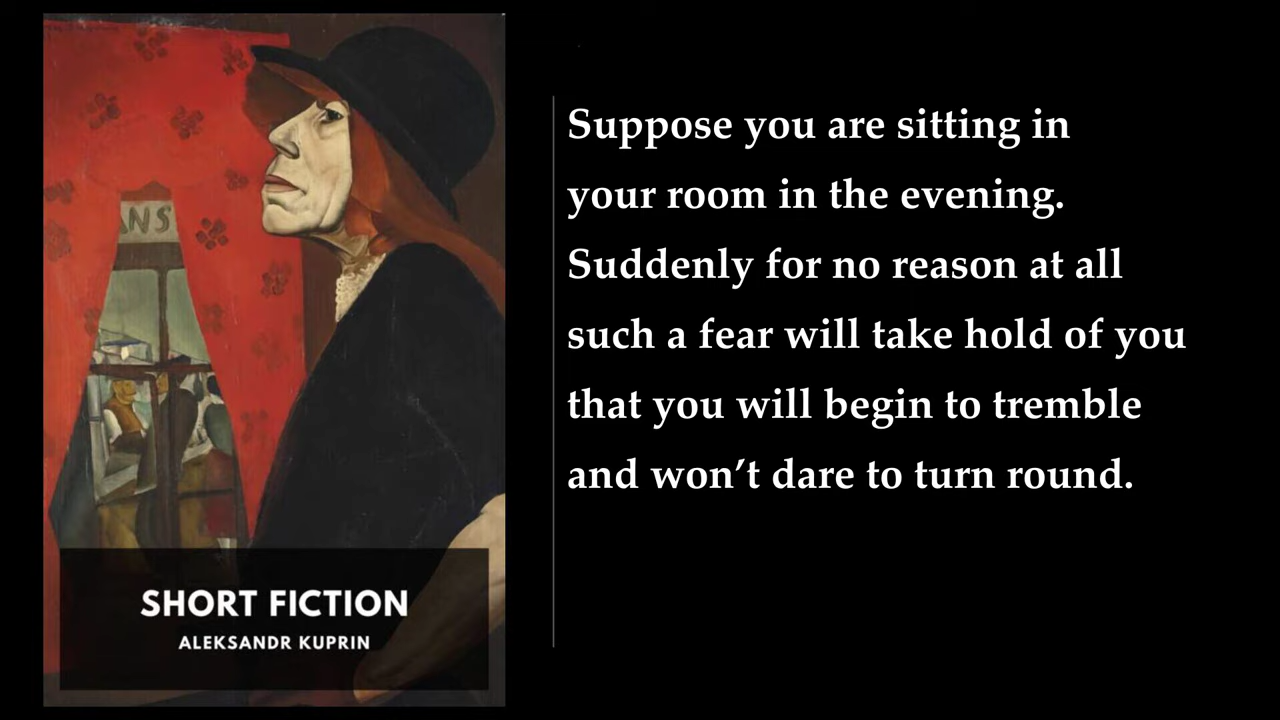 ANS
SHORT FICTION
ALEKSANDR KUPRIN
Suppose you are sitting in
your room in the evening.
Suddenly for no reason at all
such a fear will take hold of you
that you will begin to tremble
and won’t dare to turn round.